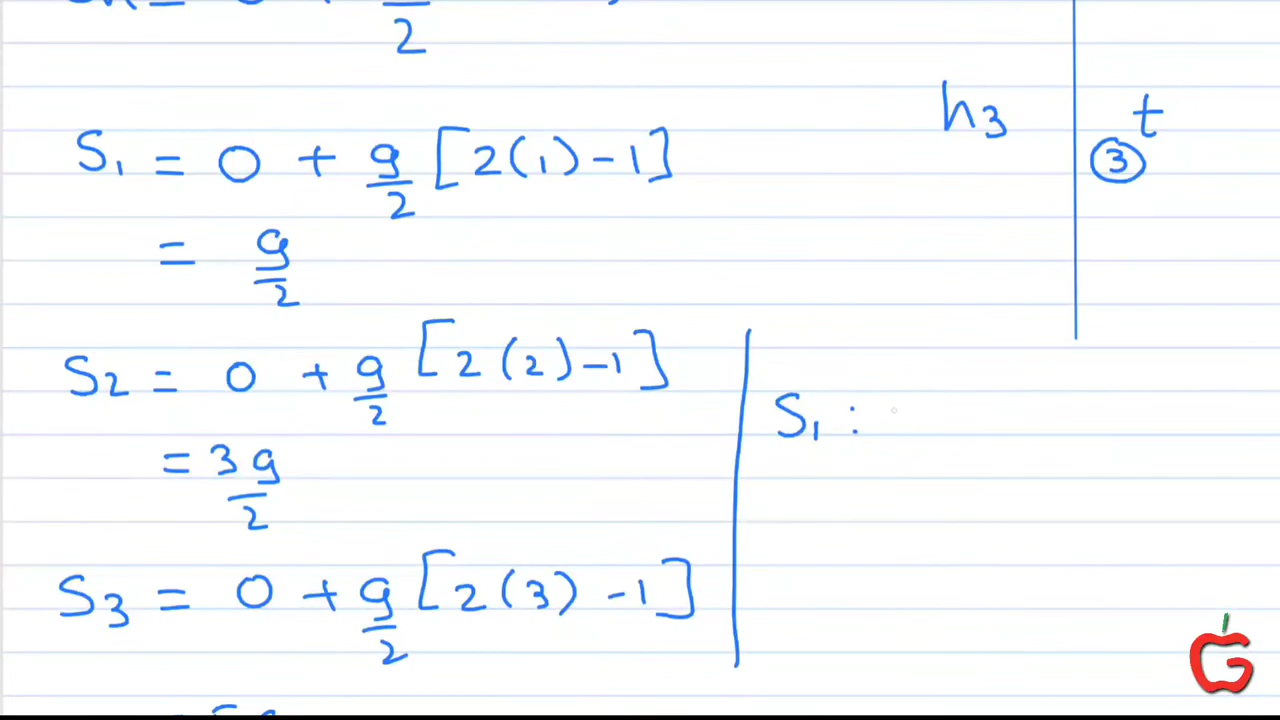 2
h3 t
③
S₁ = 0 + g/2 [2(1) - 1]
= g/2
S2 = 0 + g/2 [2(2) - 1]
= 3g/2
S₁ :
S3 = 0 + g/2 [2(3) - 1]
G